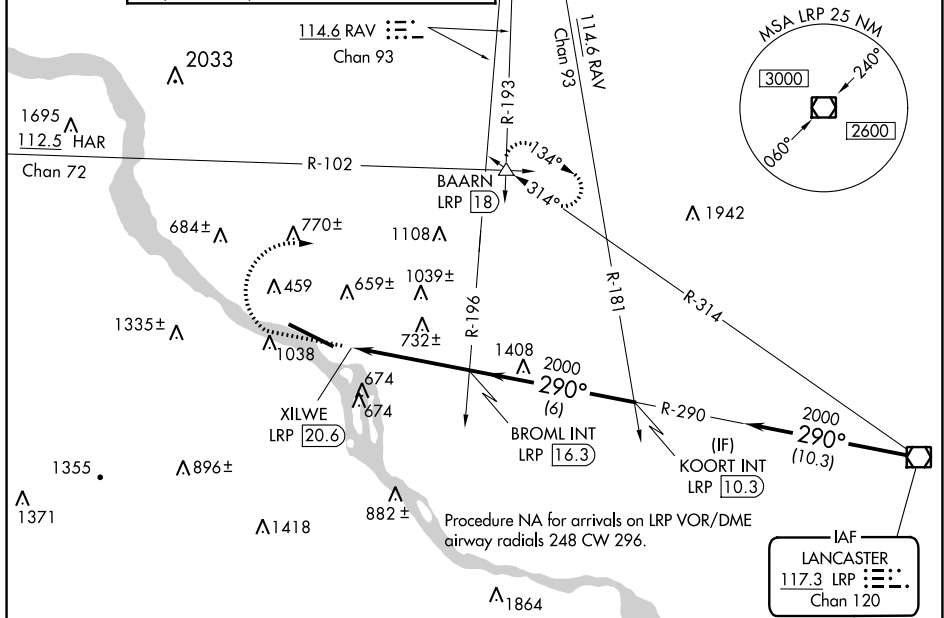 114.6 RAV
Chan 93
114.6 RAV
Chan 93
MSA LRP 25 NM
3000
240°
2600
060°
2033
1695
112.5 HAR
Chan 72
R-193
R-102
134°
314°
BAARN
LRP 18
1942
684±
770±
1108
459
659±
1039±
R-196
R-181
R-314
1335±
1038
732±
1408
2000
290°
(6)
674
674
XILWE
LRP 20.6
BROML INT
LRP 16.3
R-290
(IF)
KOORT INT
LRP 10.3
2000
290°
(10.3)
1355
896±
1371
1418
882±
Procedure NA for arrivals on LRP VOR/DME
airway radials 248 CW 296.
IAF
LANCASTER
117.3 LRP
Chan 120
1864